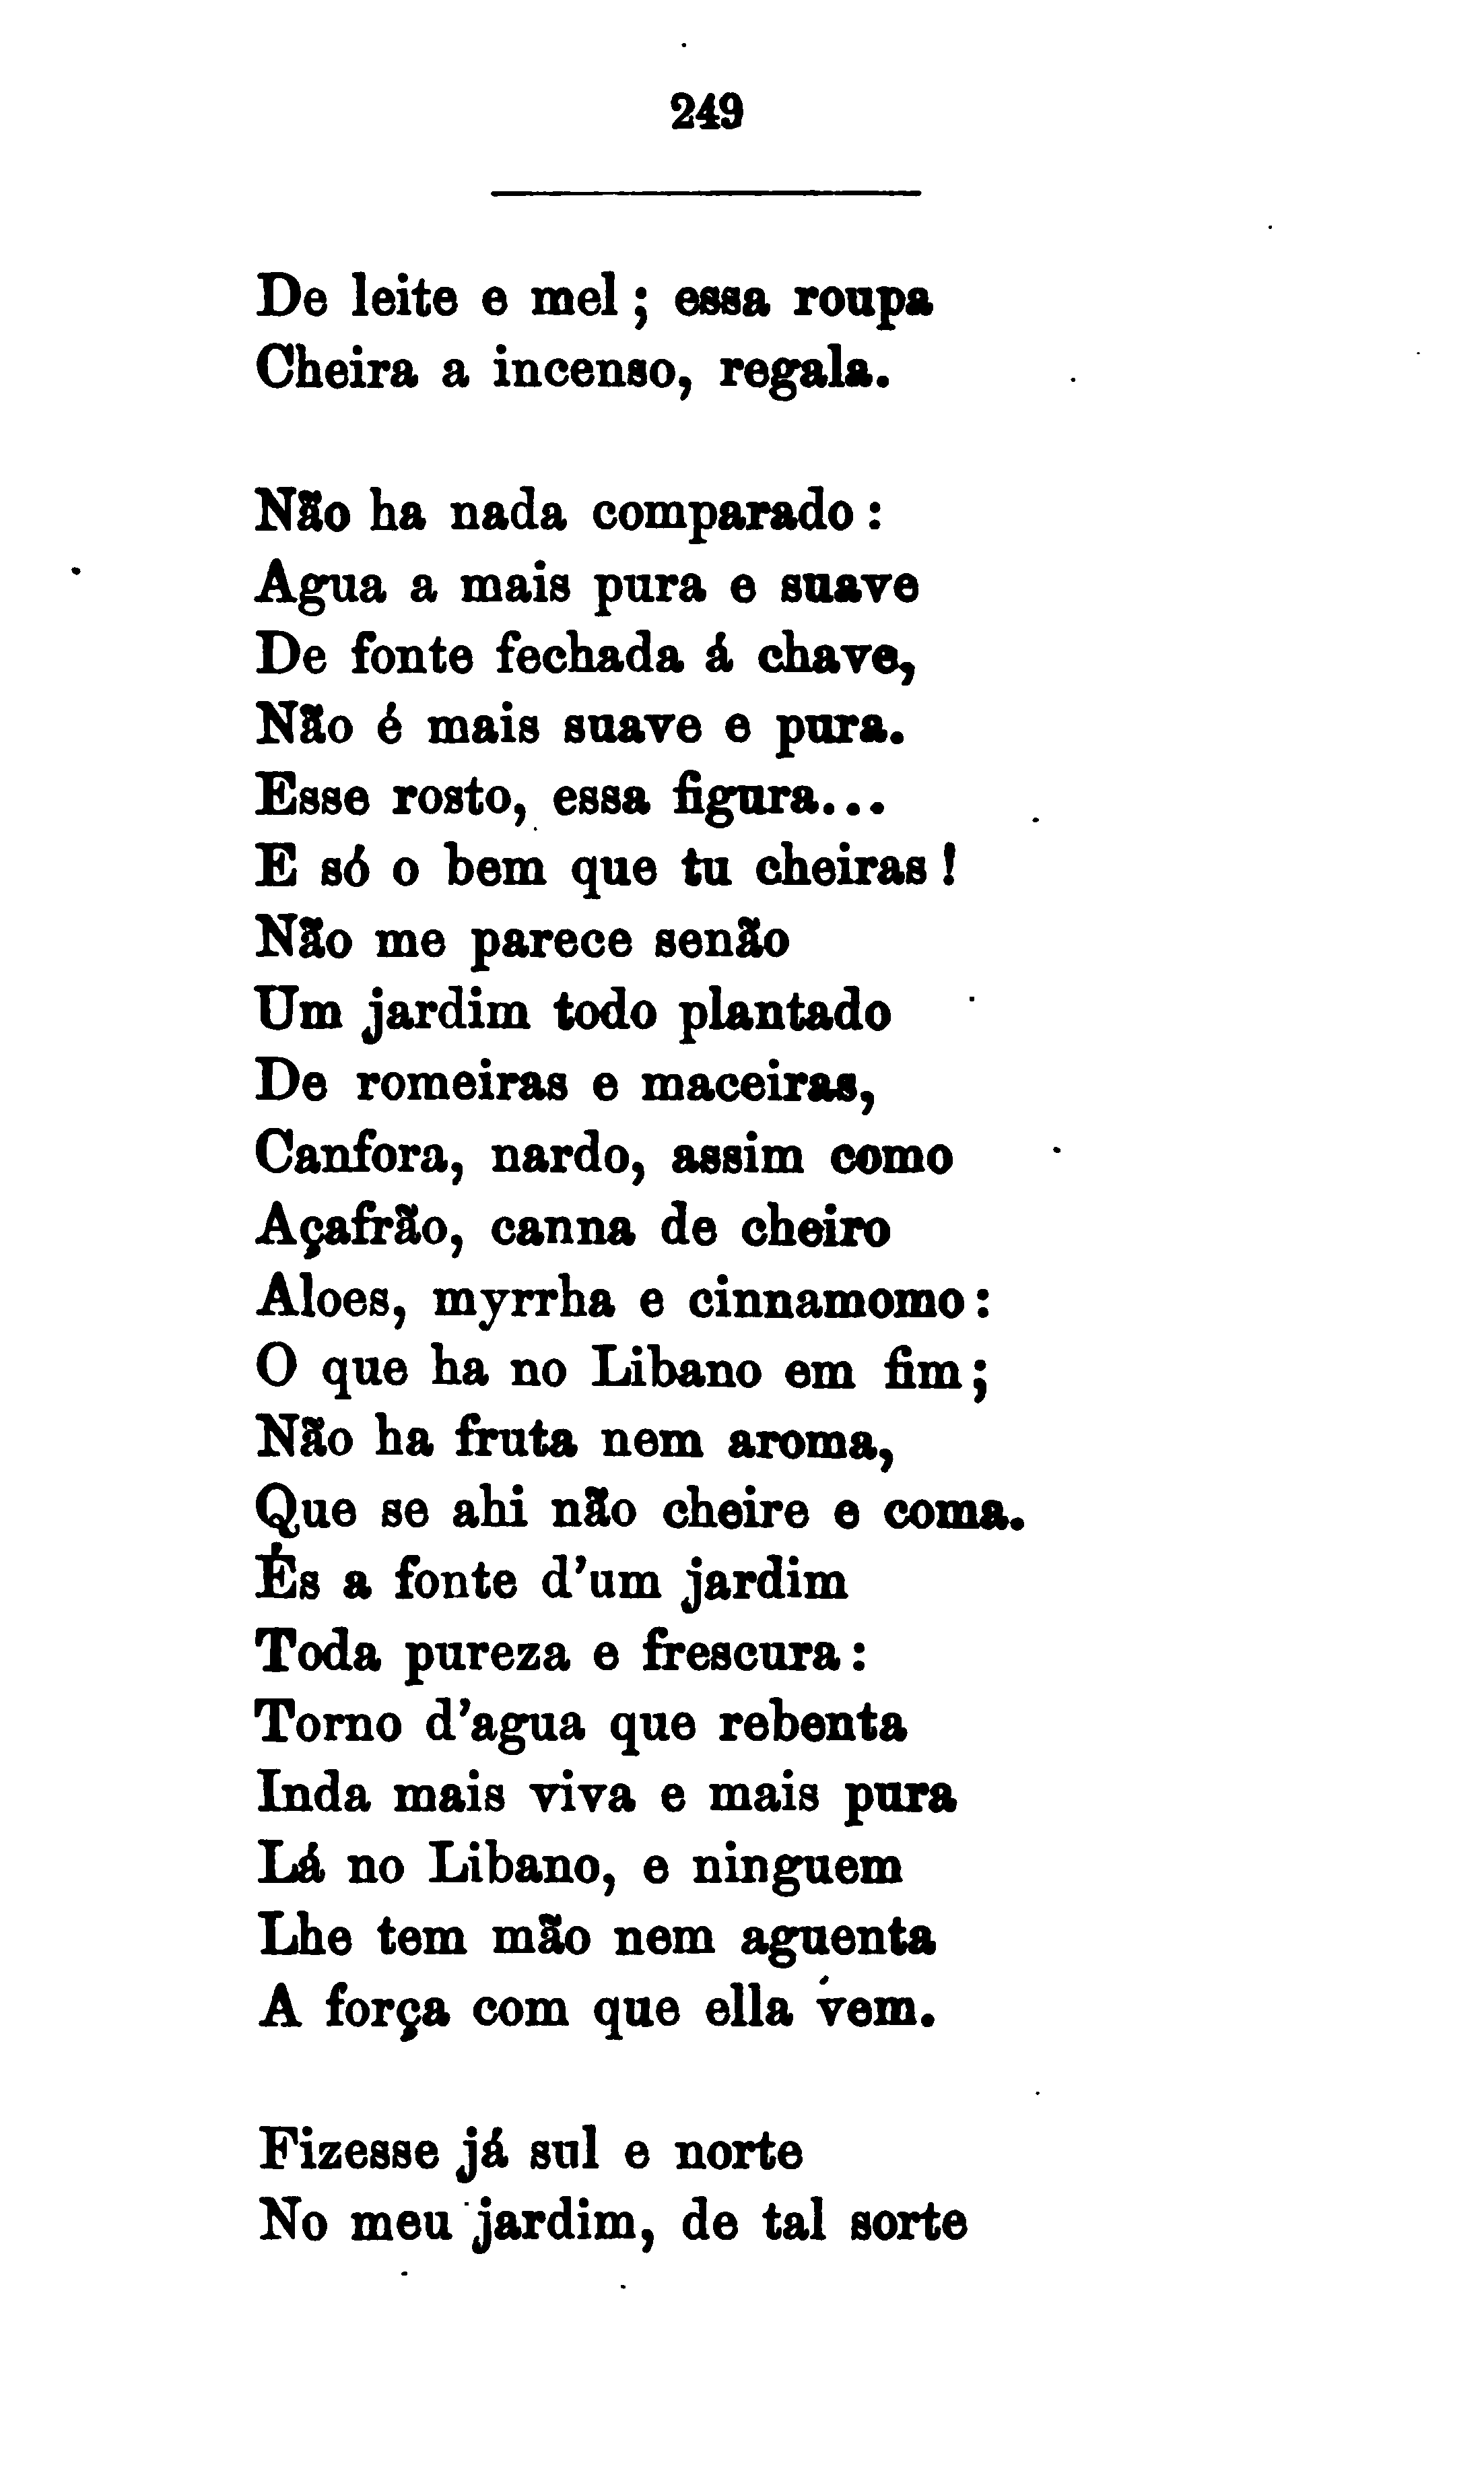 249
De leite e mel ; essa roupa
Cheira a incenso, regala.
Não ha nada comparado :
Agua a mais pura e suave
De fonte fechada á chave,
Não é mais suave e pura.
Esse rosto, essa figura...
E só o bem que tu cheiras !
Não me parece senão
Um jardim todo plantado
De romeiras e maceiras,
Canfora, nardo, assim como
Açafrão, canna de cheiro
Aloes, myrrha e cinnamomo :
O que ha no Libano em fim ;
Não ha fruta nem aroma,
Que se ahi não cheire e coma.
És a fonte d'um jardim
Toda pureza e frescura :
Torno d'agua que rebenta
Inda mais viva e mais pura
Lá no Libano, e ninguem
Lhe tem mão nem aguenta
A força com que ella vem.
Fizesse já sul e norte
No meu jardim, de tal sorte